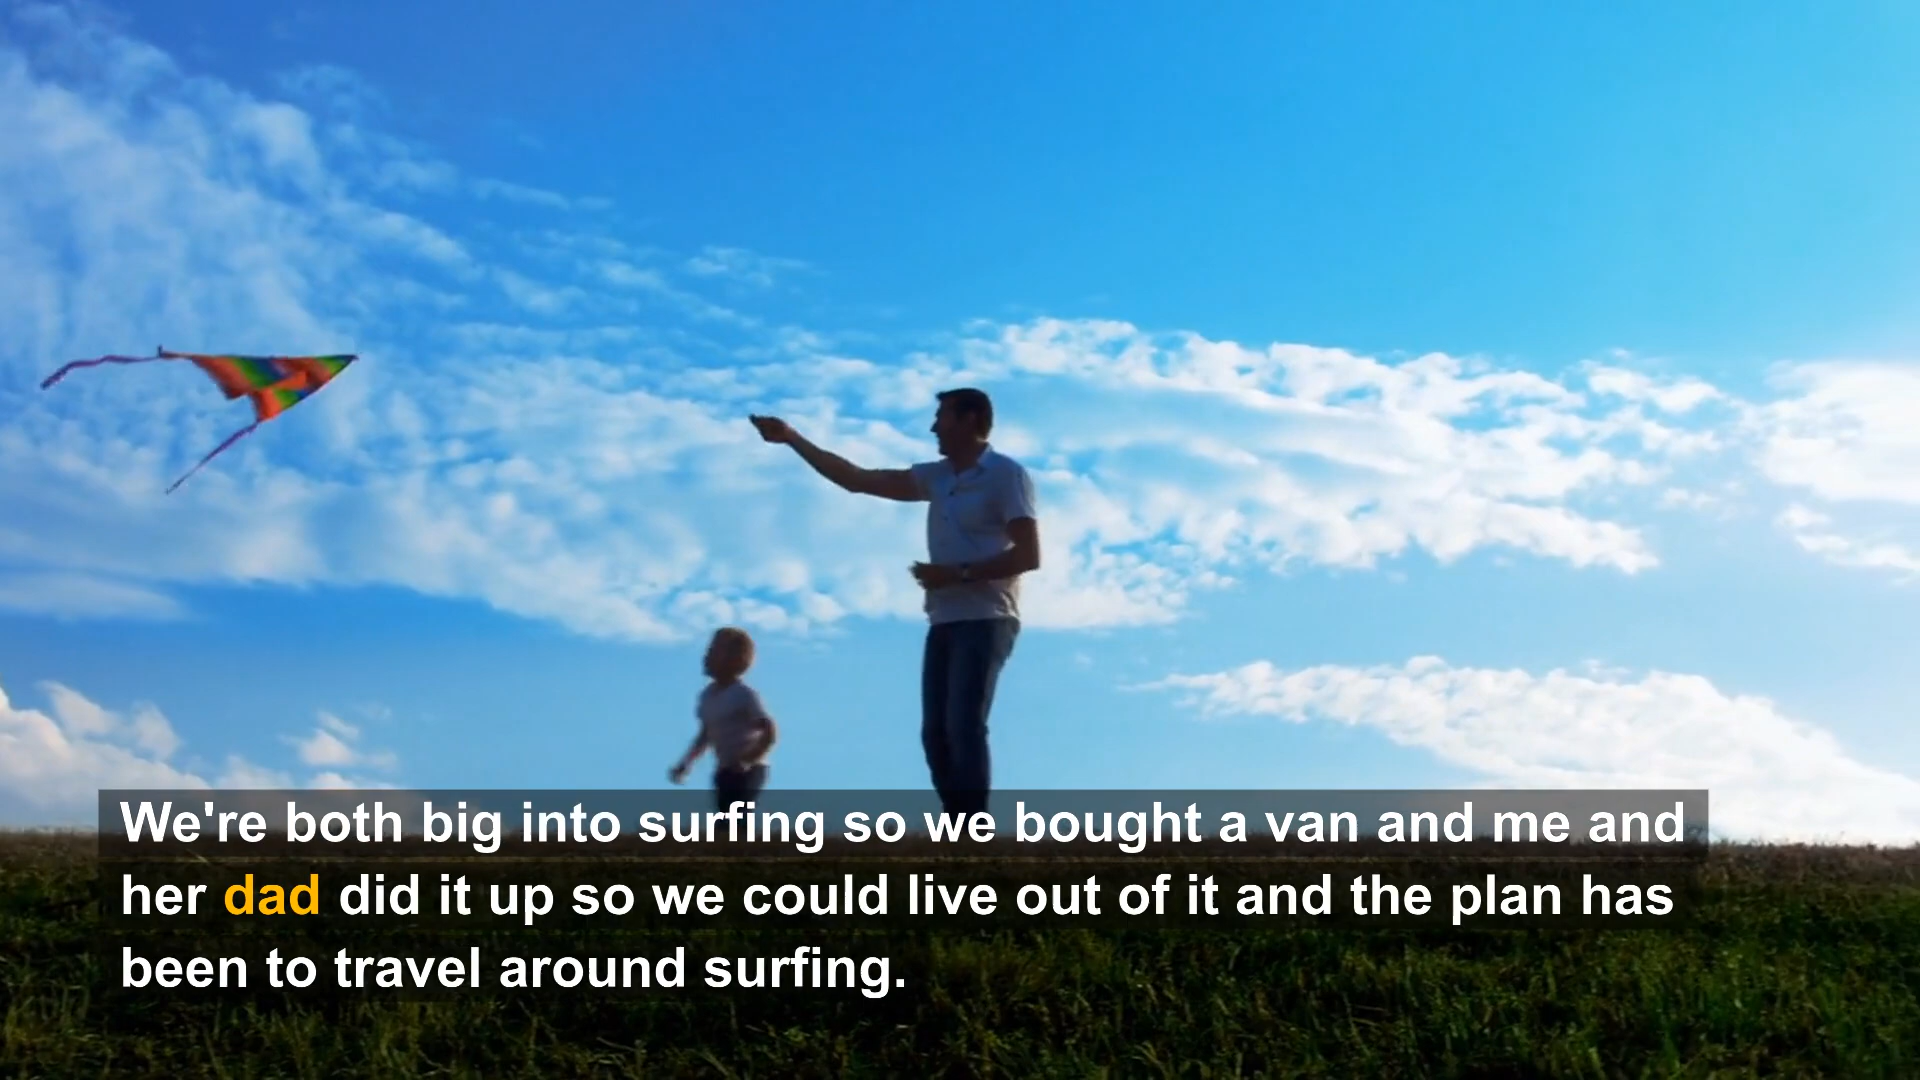 We're both big into surfing so we bought a van and me and
her dad did it up so we could live out of it and the plan has
been to travel around surfing.